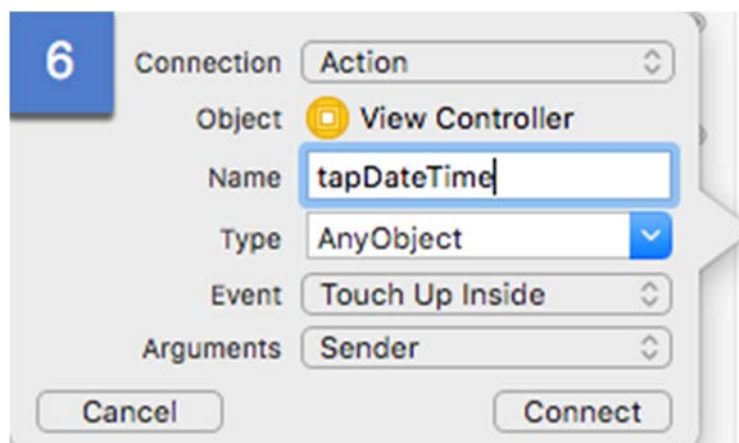 6
Connection Action
Object View Controller
Name tapDateTime
Type AnyObject
Event Touch Up Inside
Arguments Sender
Cancel Connect